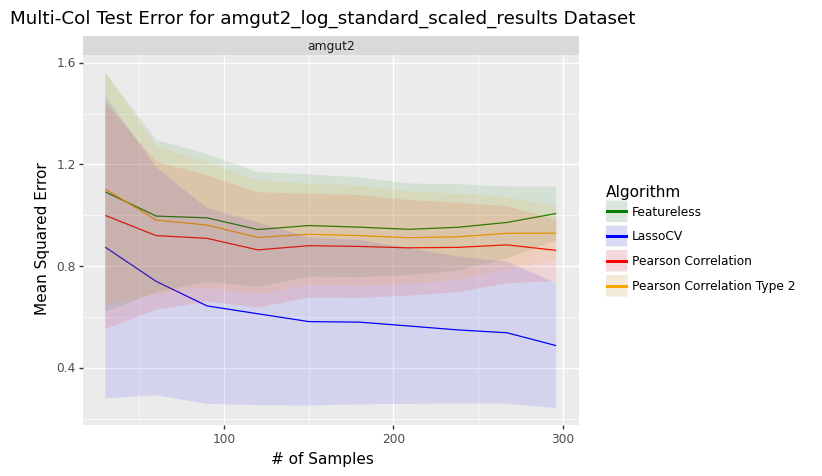 Multi-Col Test Error for amgut2_log_standard_scaled_results Dataset
amgut2
1.6
1.2
0.8
0.4
Mean Squared Error
100
200
300
# of Samples
Algorithm
Featureless
LassoCV
Pearson Correlation
Pearson Correlation Type 2